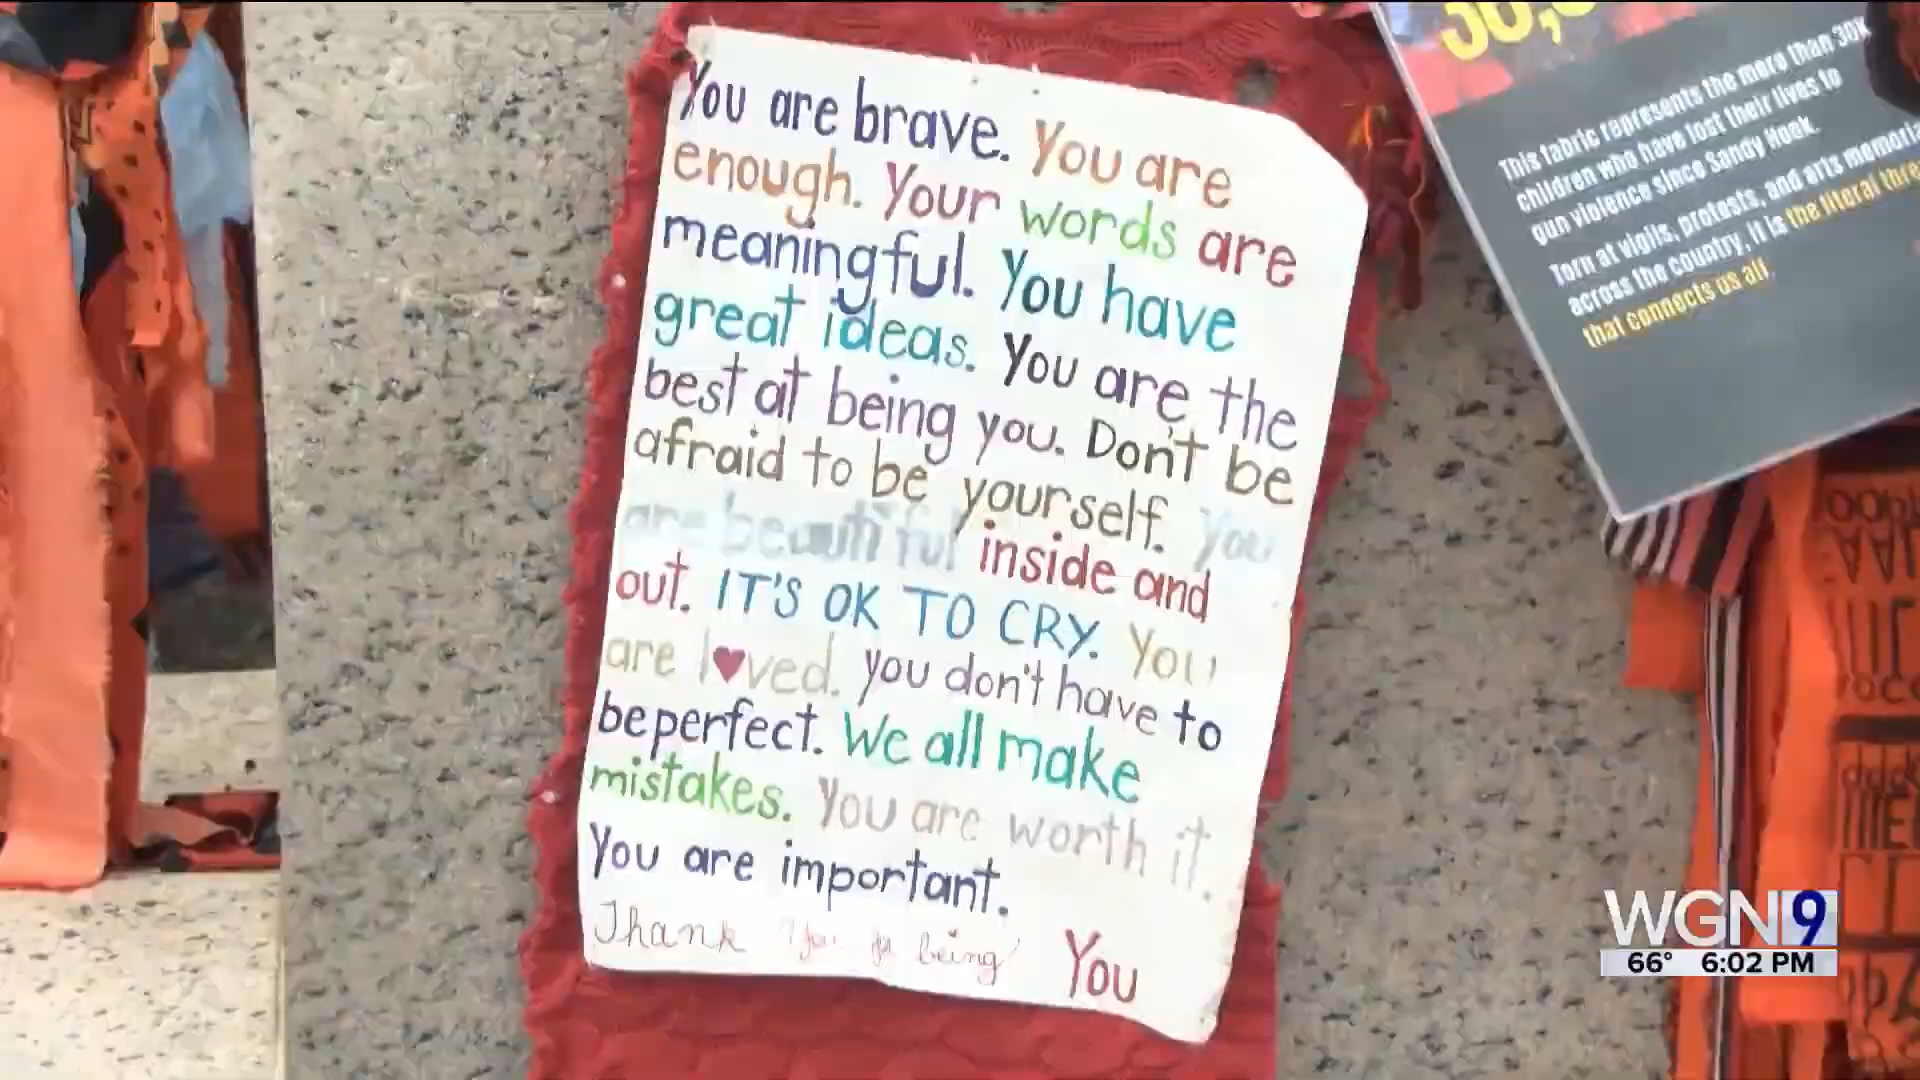 You are brave. You are
enough. Your words are
meaningful. You have
great ideas. You are the
best at being you. Don't be
afraid to be yourself. You
are beautiful inside and
out. IT'S OK TO CRY. You
are l♥ved. you don't have to
be perfect. We all make
mistakes. You are worth it.
You are important.
Thank You for being You
This fabric represents the more than 30K
children who have lost their lives to
gun violence since Sandy Hook.
Torn at vigils, protests, and arts
across the country, it is the literal
that connects us all
WGN9
66° 6:02 PM